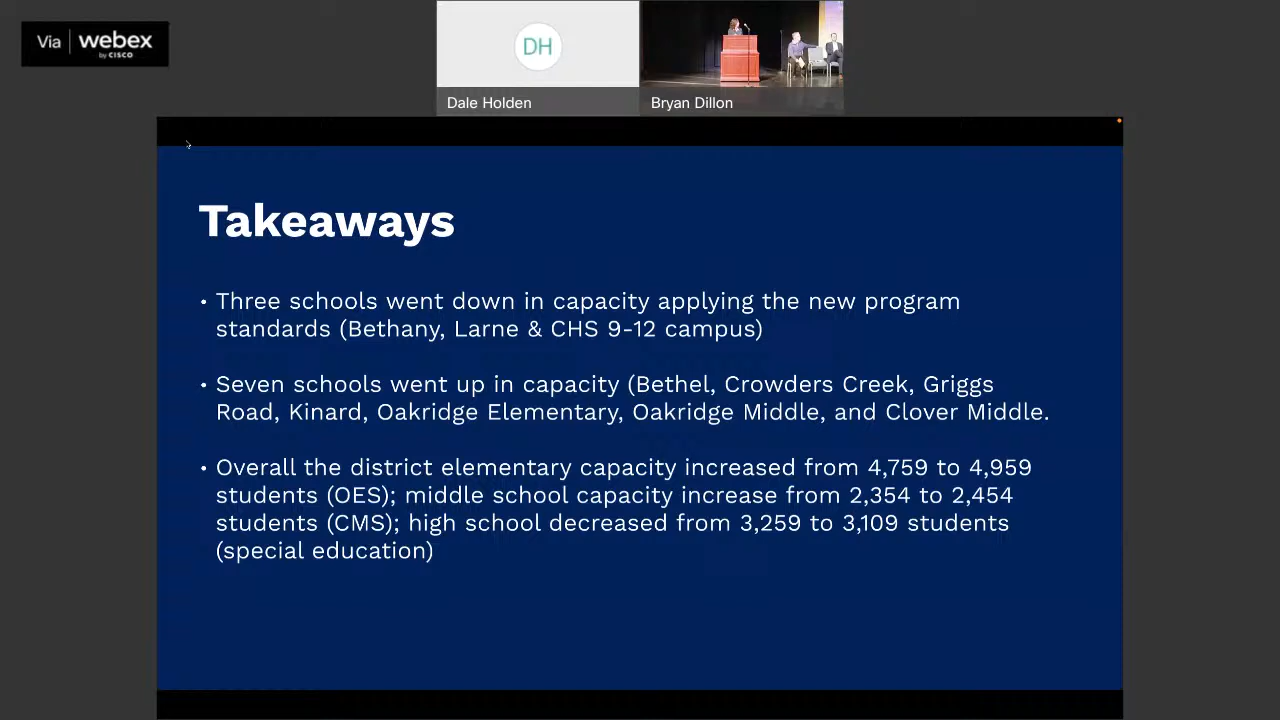 Via webex
by CISCO
DH
Dale Holden
Bryan Dillon
Takeaways
• Three schools went down in capacity applying the new program
standards (Bethany, Larne & CHS 9-12 campus)
• Seven schools went up in capacity (Bethel, Crowders Creek, Griggs
Road, Kinard, Oakridge Elementary, Oakridge Middle, and Clover Middle.
• Overall the district elementary capacity increased from 4,759 to 4,959
students (OES); middle school capacity increase from 2,354 to 2,454
students (CMS); high school decreased from 3,259 to 3,109 students
(special education)